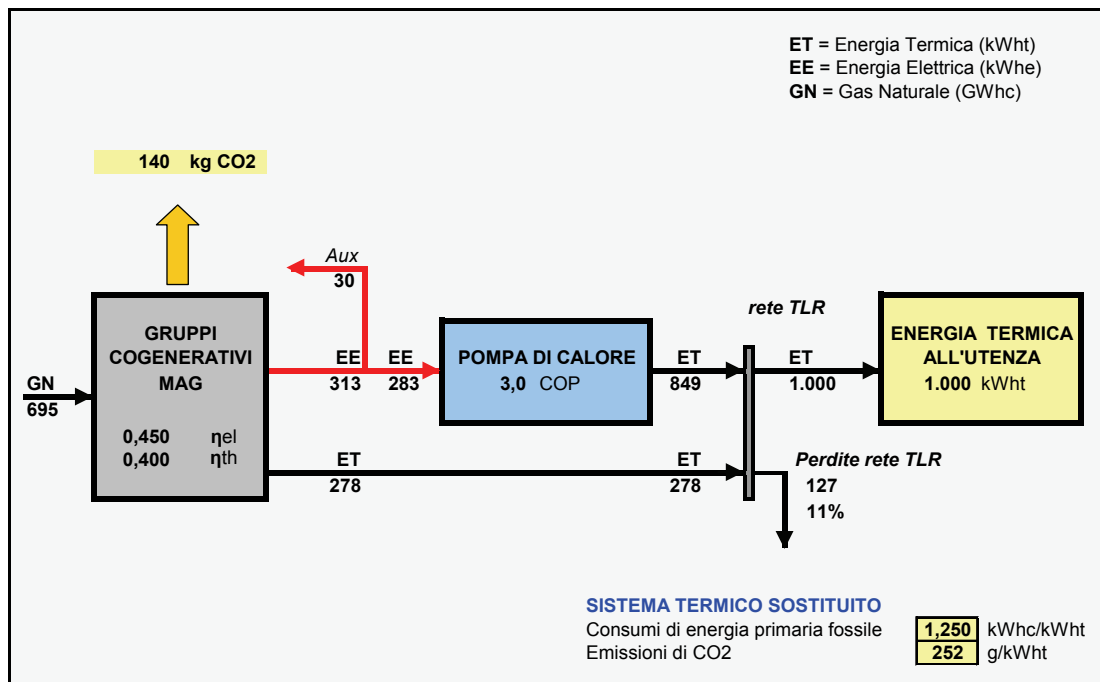 ET = Energia Termica (kWht)
EE = Energia Elettrica (kWhe)
GN = Gas Naturale (GWhc)
140 kg CO2
Aux
30
rete TLR
GRUPPI
COGENERATIVI
MAG
0,450 ηel
0,400 ηth
GN
695
EE EE
313 283
POMPA DI CALORE
3,0 COP
ET
849
ET
1.000
ENERGIA TERMICA
ALL'UTENZA
1.000 kWht
ET
278
ET
278
Perdite rete TLR
127
11%
SISTEMA TERMICO SOSTITUITO
Consumi di energia primaria fossile 1,250 kWhc/kWht
Emissioni di CO2 252 g/kWht